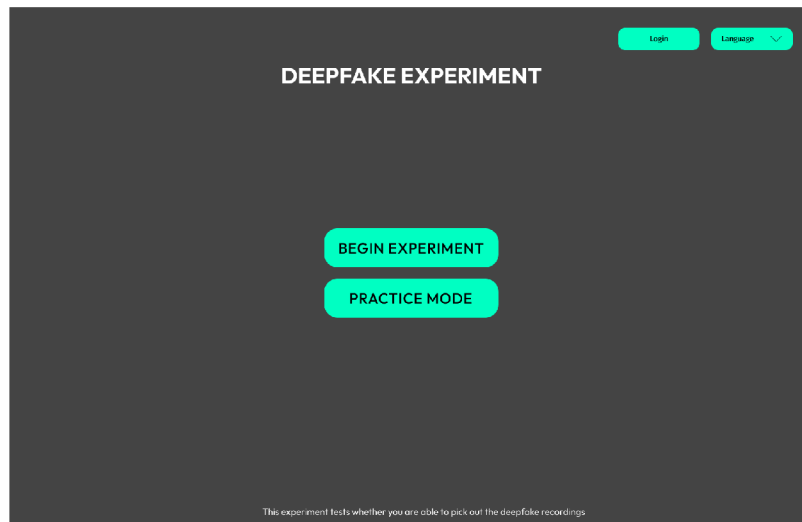 Login
Language
DEEPFAKE EXPERIMENT
BEGIN EXPERIMENT
PRACTICE MODE
This experiment tests whether you are able to pick out the deepfake recordings